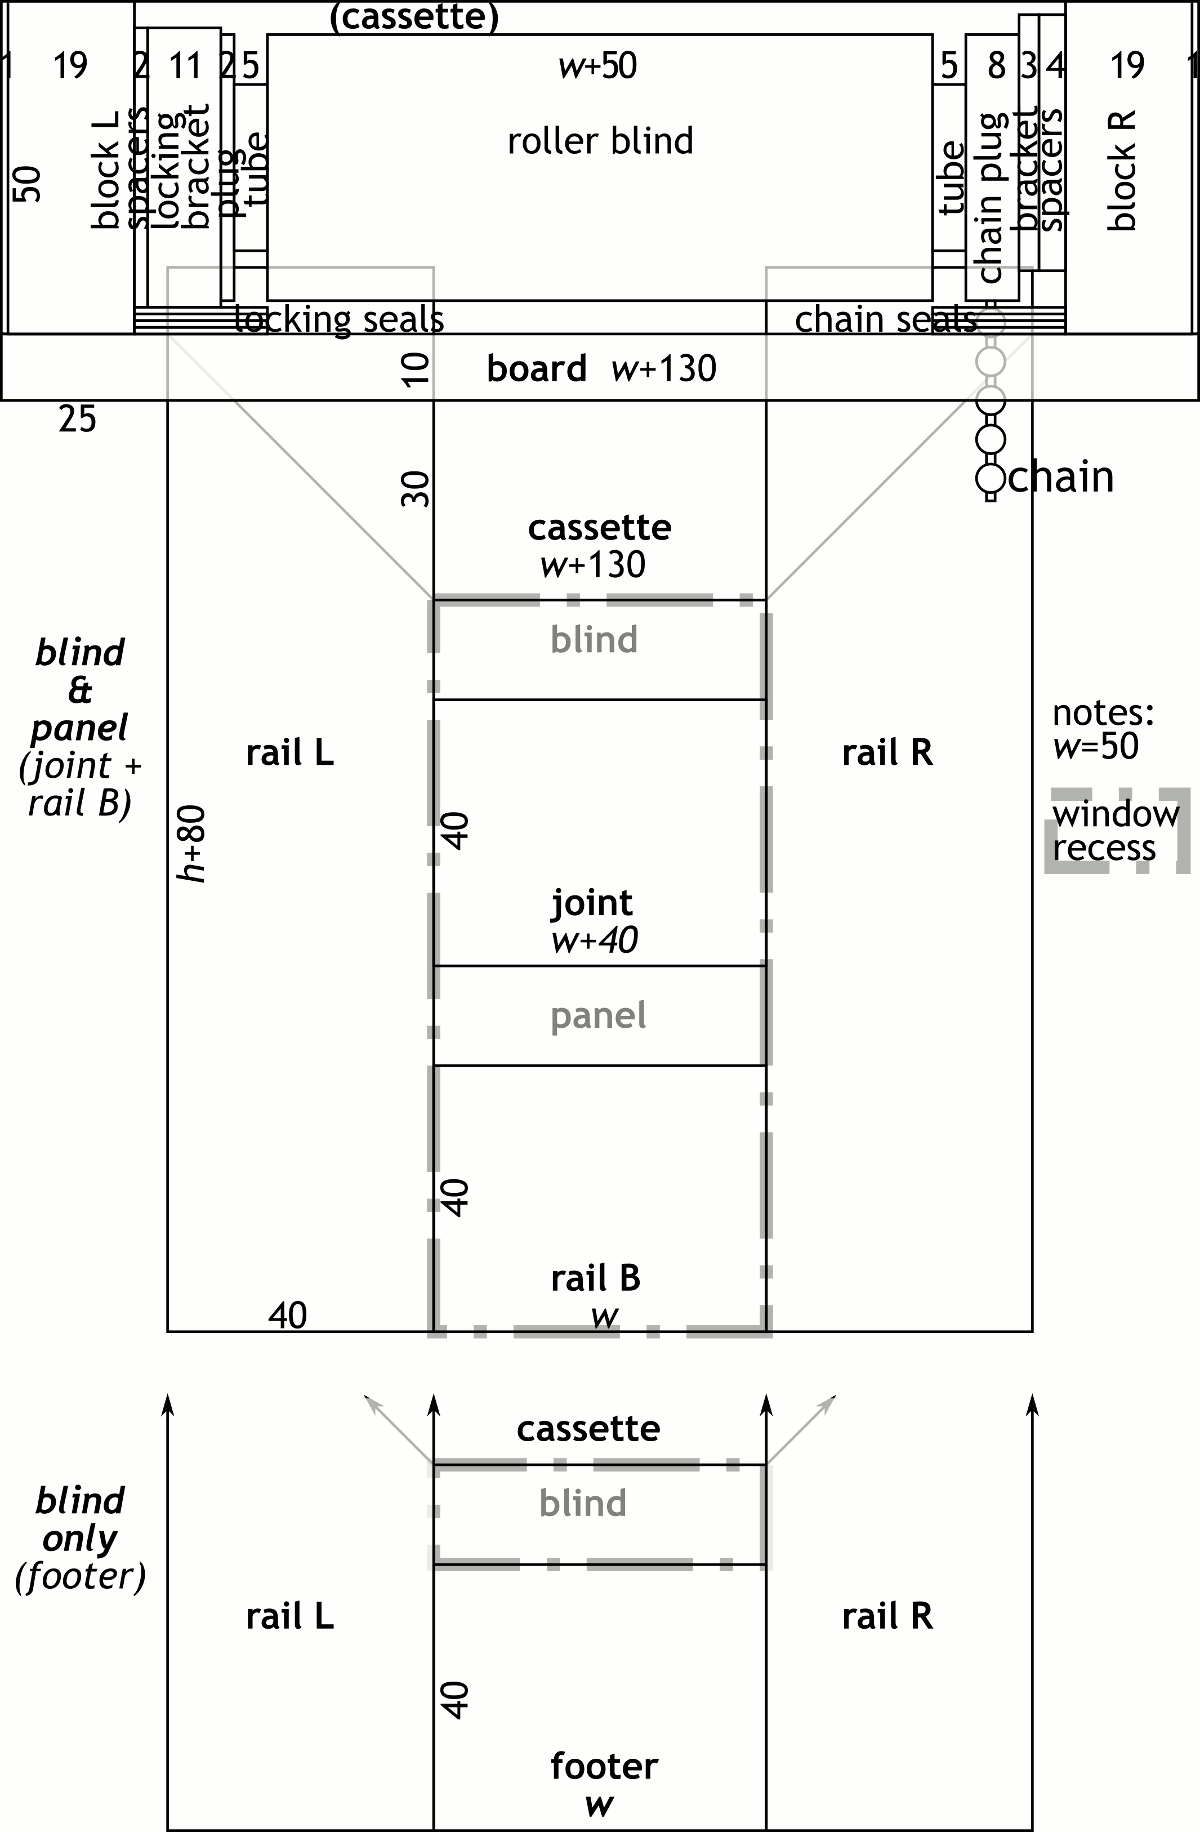 (cassette)
1 19 2 11 2 5 w+50 5 8 3 4 19 1
50
block L
spacers
locking
bracket
plug
tube
roller blind
tube
chain plug
bracket
spacers
block R
locking seals
chain seals
10
board w+130
25
30
chain
cassette
w+130
blind
blind
&
panel
(joint +
rail B)
rail L
rail R
notes:
w=50
window
recess
h+80
40
joint
w+40
panel
40
rail B
40
w
cassette
blind
blind
only
(footer)
rail L
rail R
40
footer
w